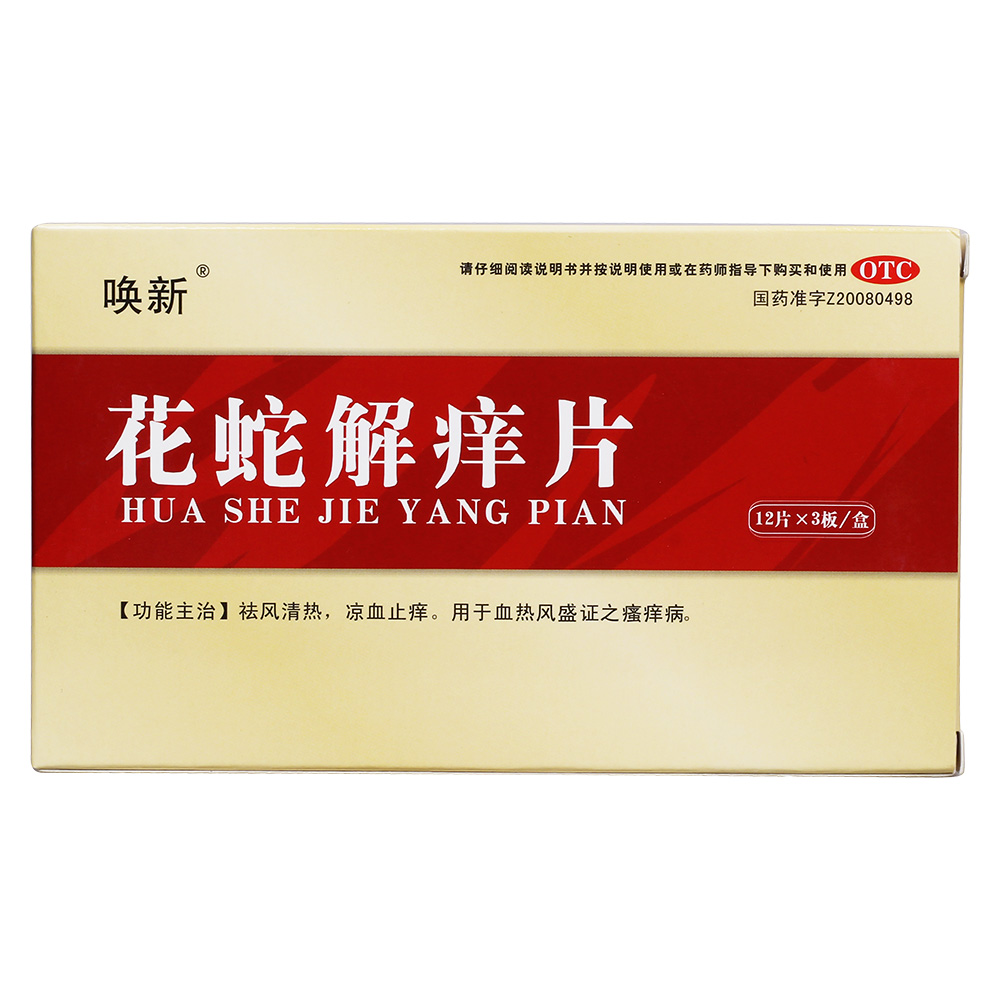 唤新®
请仔细阅读说明书并按说明使用或在药师指导下购买和使用 OTC
国药准字Z20080498
花蛇解痒片
HUA SHE JIE YANG PIAN
12片×3板/盒
【功能主治】祛风清热，凉血止痒。用于血热风盛证之瘙痒病。